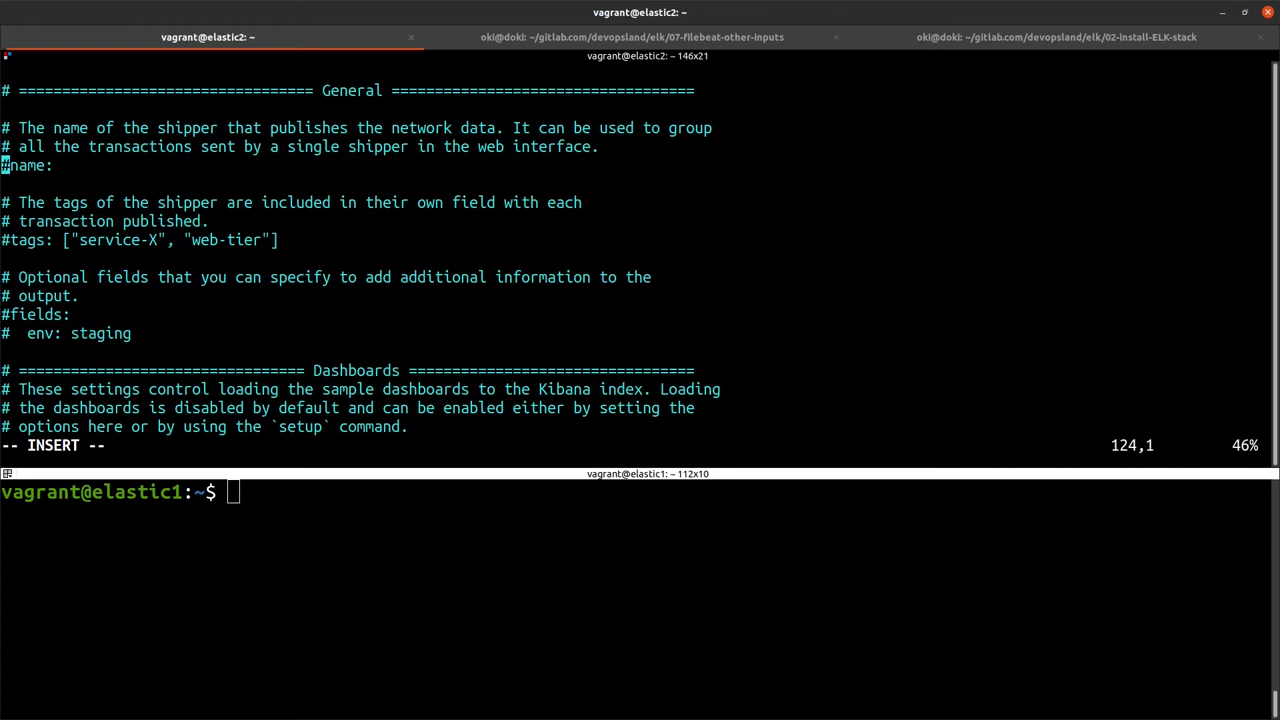 vagrant@elastic2: ~
vagrant@elastic2: ~
oki@doki: ~/gitlab.com/devopsland/elk/07-filebeat-other-inputs
oki@doki: ~/gitlab.com/devopsland/elk/02-install-ELK-stack
vagrant@elastic2: ~ 146x21
# ================================== General ===================================
# The name of the shipper that publishes the network data. It can be used to group
# all the transactions sent by a single shipper in the web interface.
#name:
# The tags of the shipper are included in their own field with each
# transaction published.
#tags: ["service-X", "web-tier"]
# Optional fields that you can specify to add additional information to the
# output.
#fields:
#  env: staging
# ================================= Dashboards =================================
# These settings control loading the sample dashboards to the Kibana index. Loading
# the dashboards is disabled by default and can be enabled either by setting the
# options here or by using the `setup` command.
-- INSERT -- 124,1 46%
vagrant@elastic1: ~ 112x10
vagrant@elastic1:~$